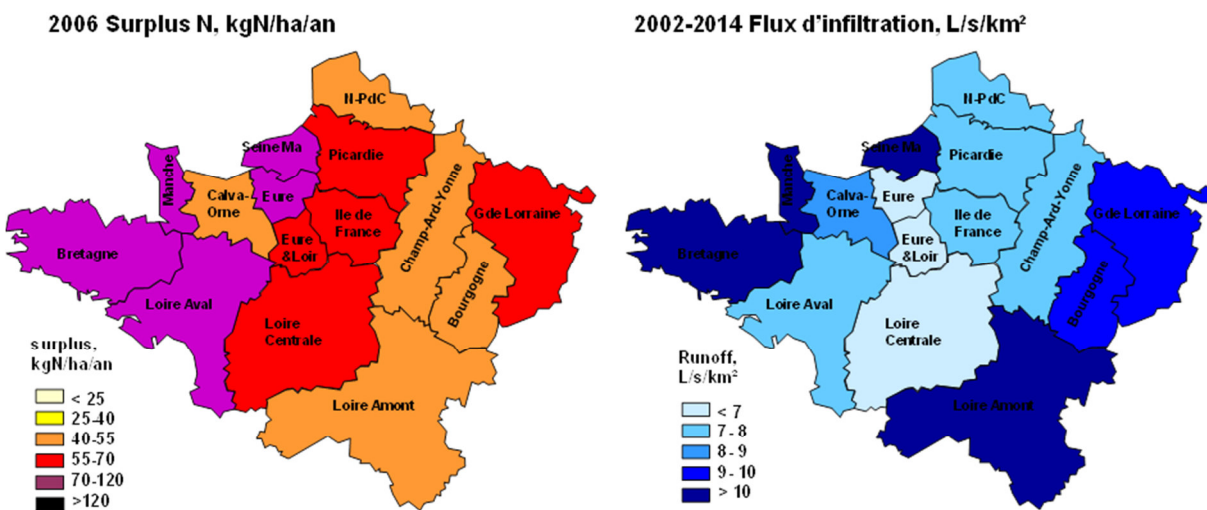 2006 Surplus N, kgN/ha/an
N-PdC
Seine Ma
Picardie
Manche
Calva-
Orne
Eure
Ile de
France
Eure
&Loir
Champ-Ard-Yonne
Gde Lorraine
Bretagne
Loire Aval
Loire
Centrale
Bourgogne
Loire Amont
surplus,
kgN/ha/an
< 25
25-40
40-55
55-70
70-120
>120
2002-2014 Flux d'infiltration, L/s/km²
N-PdC
Seine Ma
Picardie
Manche
Calva-
Orne
Eure
Ile de
France
Eure
&Loir
Champ-Ard-Yonne
Gde Lorraine
Bretagne
Loire Aval
Loire
Centrale
Bourgogne
Loire Amont
Runoff,
L/s/km²
< 7
7 - 8
8 - 9
9 - 10
> 10